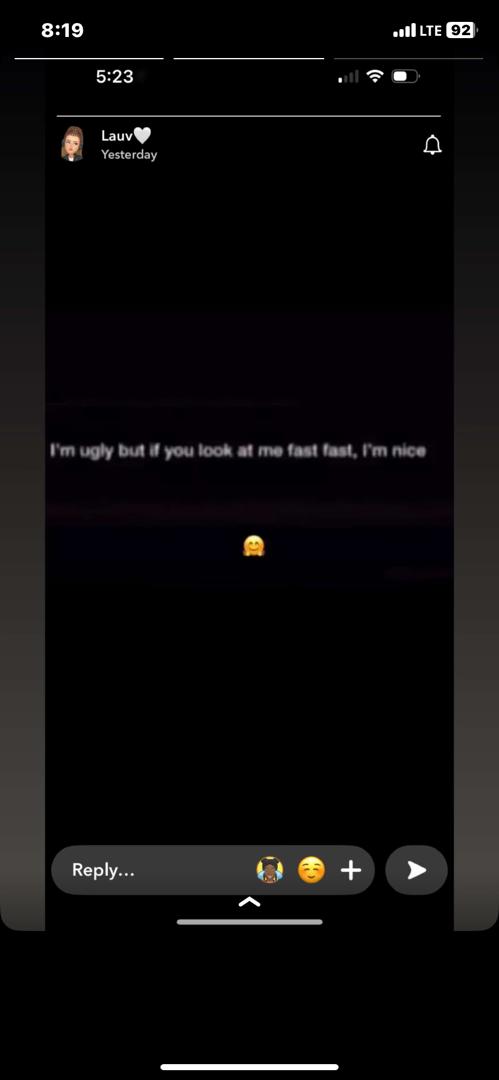 8:19
LTE 92
5:23
Lauv🤍
Yesterday
I'm ugly but if you look at me fast fast, I'm nice
🤗
Reply...